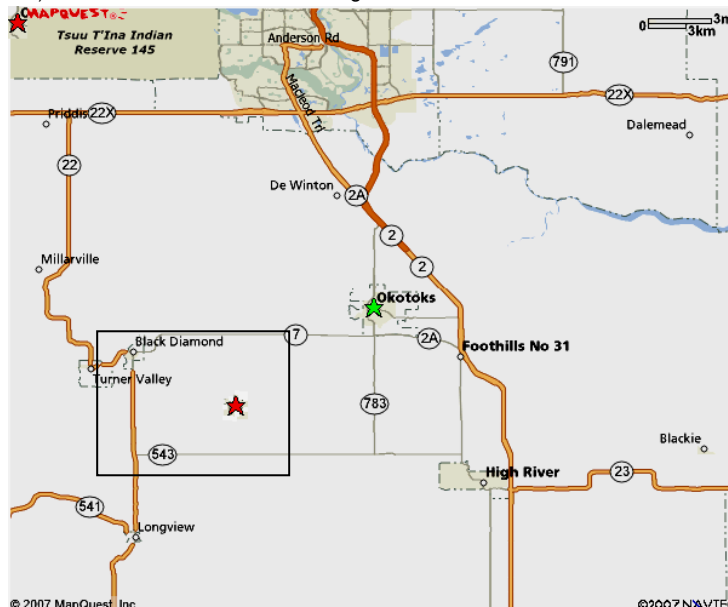 MAPQUEST
Tsuu T'Ina Indian
Reserve 145
Anderson Rd
791
0
3km
Macleod Trl
22X
22X
Priddis
Dalemead
22
De Winton
2A
2
2
Millarville
Okotoks
7
Black Diamond
2A
Foothills No 31
Turner Valley
783
543
Blackie
High River
23
541
Longview
© 2007 MapQuest Inc
©2007 NAVTE